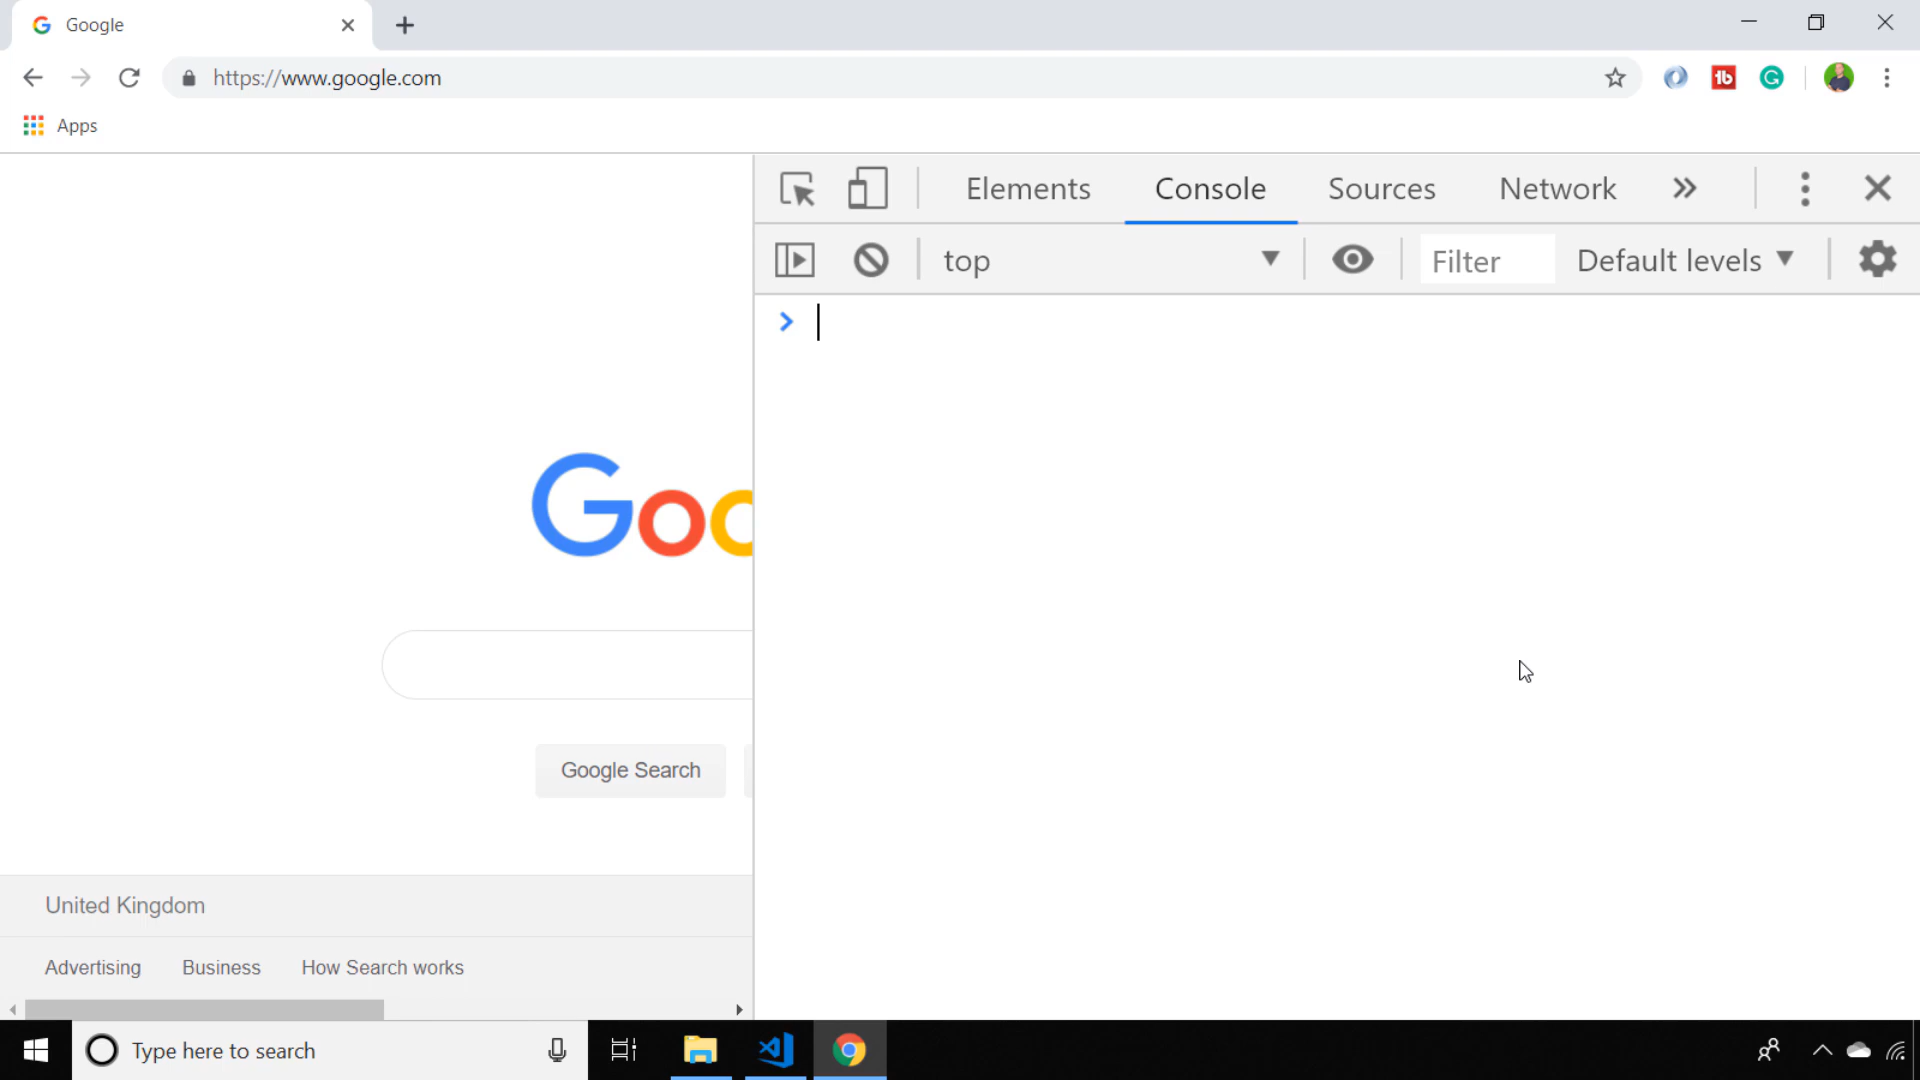 Google
https://www.google.com
Apps
Elements
Console
Sources
Network
top
Filter
Default levels
Goo
Google Search
United Kingdom
Advertising
Business
How Search works
Type here to search